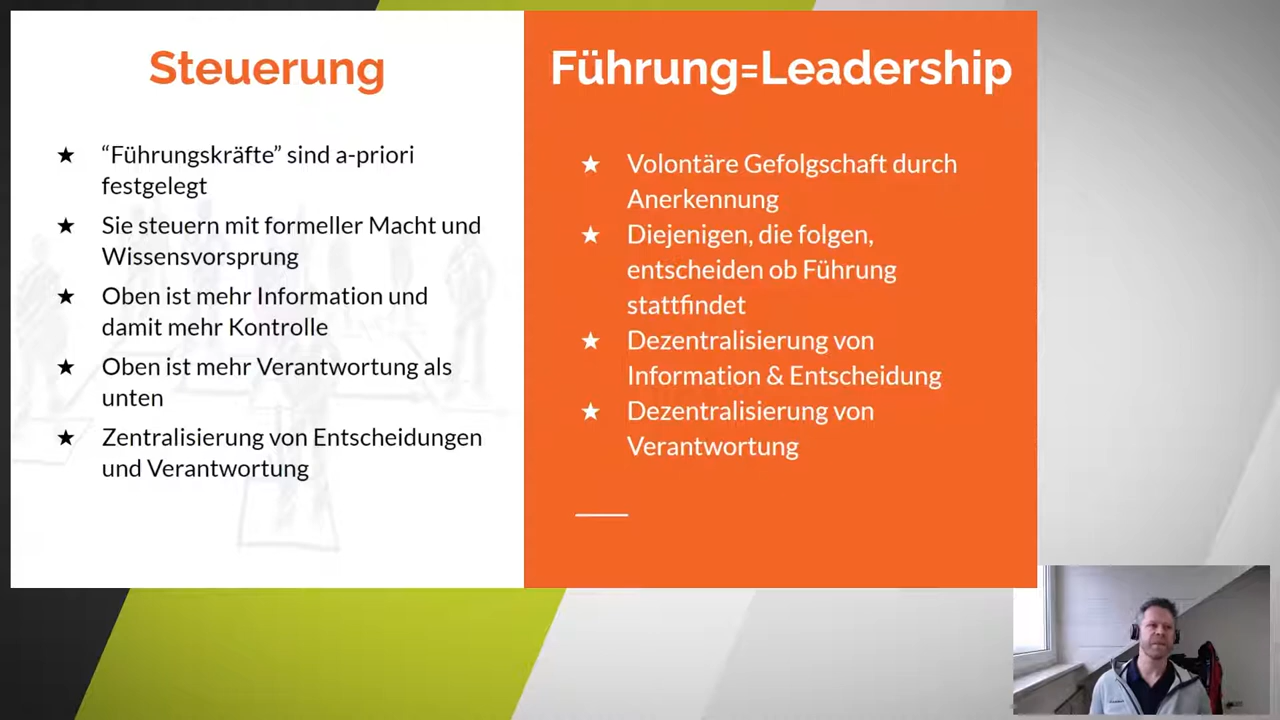 Steuerung
★ “Führungskräfte” sind a-priori
festgelegt
★ Sie steuern mit formeller Macht und
Wissensvorsprung
★ Oben ist mehr Information und
damit mehr Kontrolle
★ Oben ist mehr Verantwortung als
unten
★ Zentralisierung von Entscheidungen
und Verantwortung
Führung=Leadership
★ Volontäre Gefolgschaft durch
Anerkennung
★ Diejenigen, die folgen,
entscheiden ob Führung
stattfindet
★ Dezentralisierung von
Information & Entscheidung
★ Dezentralisierung von
Verantwortung